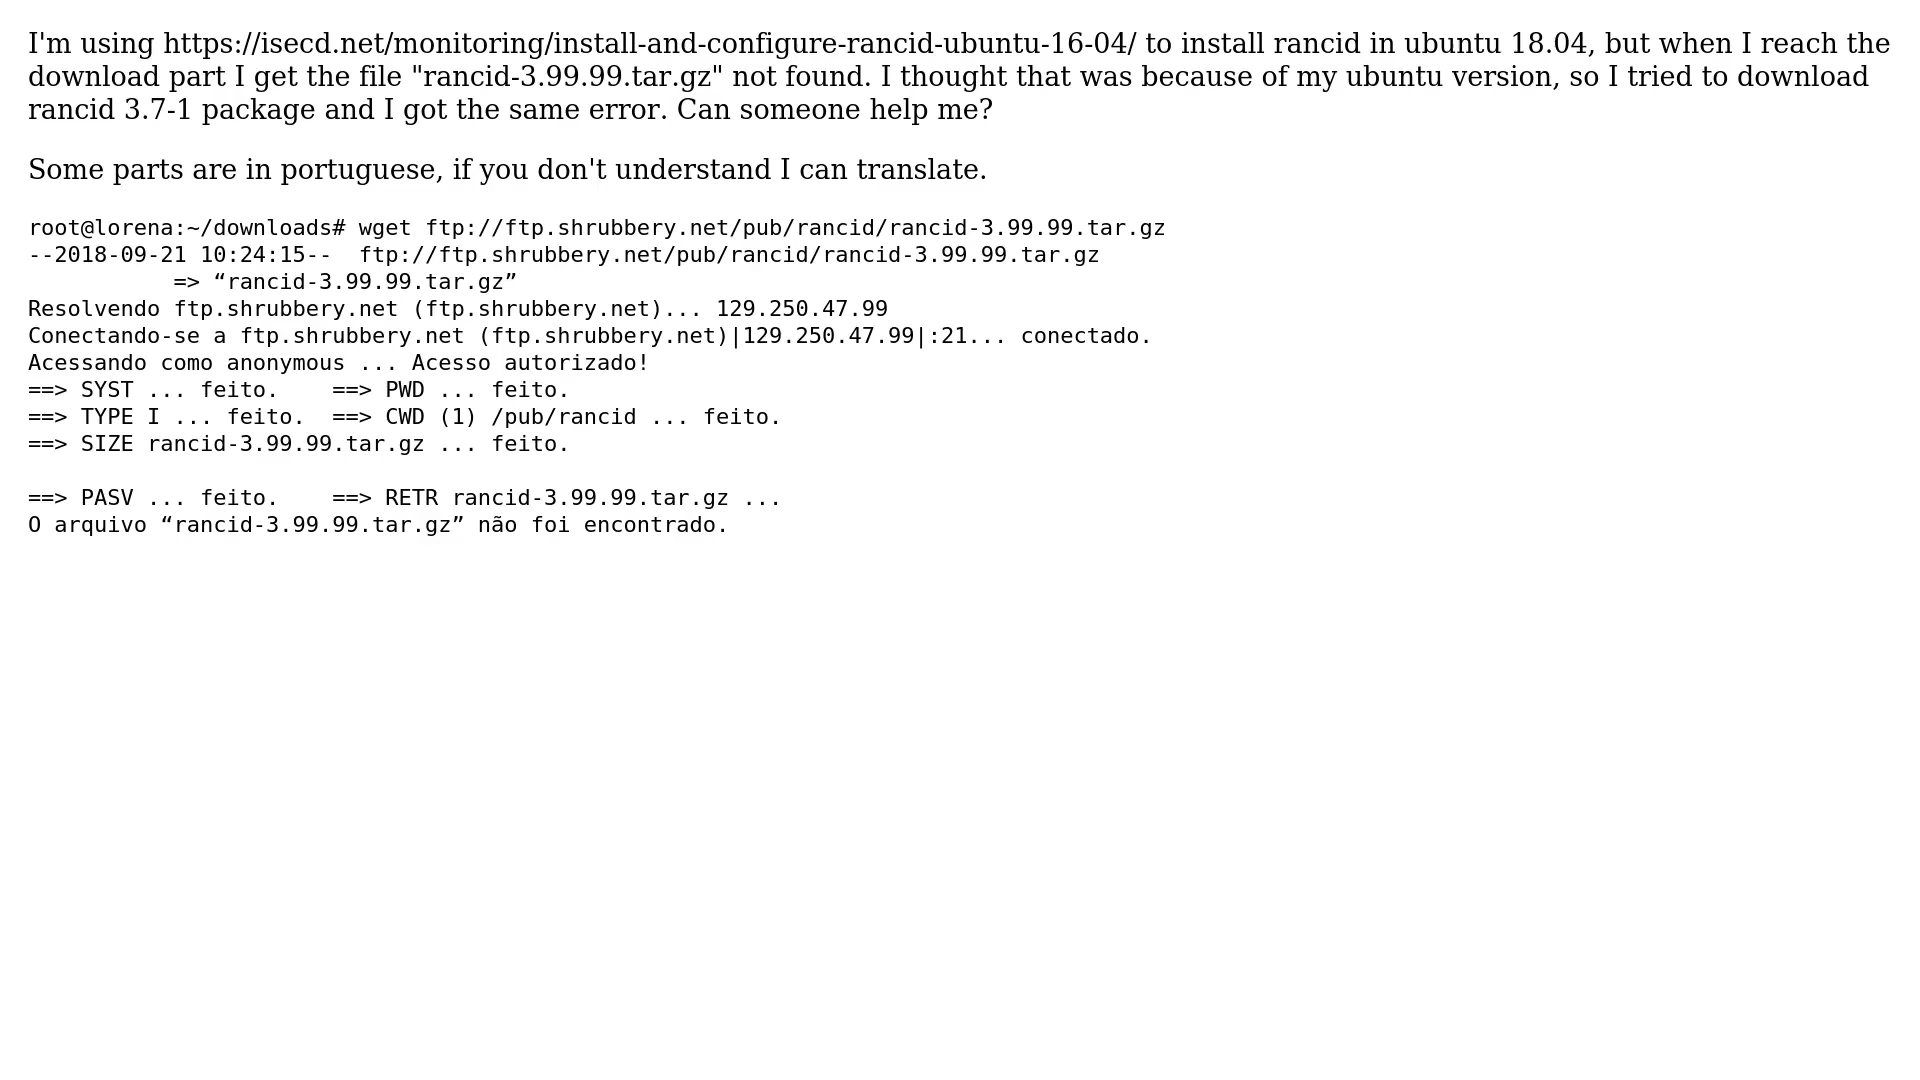 I'm using https://isecd.net/monitoring/install-and-configure-rancid-ubuntu-16-04/ to install rancid in ubuntu 18.04, but when I reach the
download part I get the file "rancid-3.99.99.tar.gz" not found. I thought that was because of my ubuntu version, so I tried to download
rancid 3.7-1 package and I got the same error. Can someone help me?
Some parts are in portuguese, if you don't understand I can translate.
root@lorena:~/downloads# wget ftp://ftp.shrubbery.net/pub/rancid/rancid-3.99.99.tar.gz
--2018-09-21 10:24:15--  ftp://ftp.shrubbery.net/pub/rancid/rancid-3.99.99.tar.gz
           => “rancid-3.99.99.tar.gz”
Resolvendo ftp.shrubbery.net (ftp.shrubbery.net)... 129.250.47.99
Conectando-se a ftp.shrubbery.net (ftp.shrubbery.net)|129.250.47.99|:21... conectado.
Acessando como anonymous ... Acesso autorizado!
==> SYST ... feito.    ==> PWD ... feito.
==> TYPE I ... feito.  ==> CWD (1) /pub/rancid ... feito.
==> SIZE rancid-3.99.99.tar.gz ... feito.
==> PASV ... feito.    ==> RETR rancid-3.99.99.tar.gz ...
O arquivo “rancid-3.99.99.tar.gz” não foi encontrado.